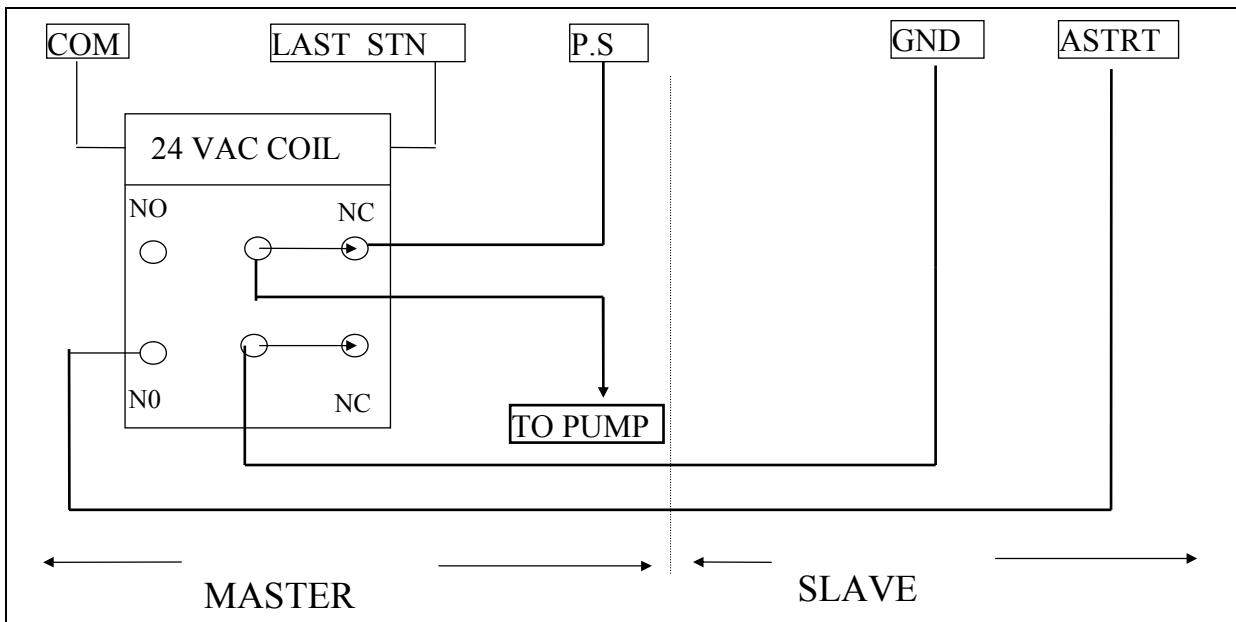 COM LAST STN P.S GND ASTRT
24 VAC COIL
NO NC
N0 NC
TO PUMP
MASTER SLAVE